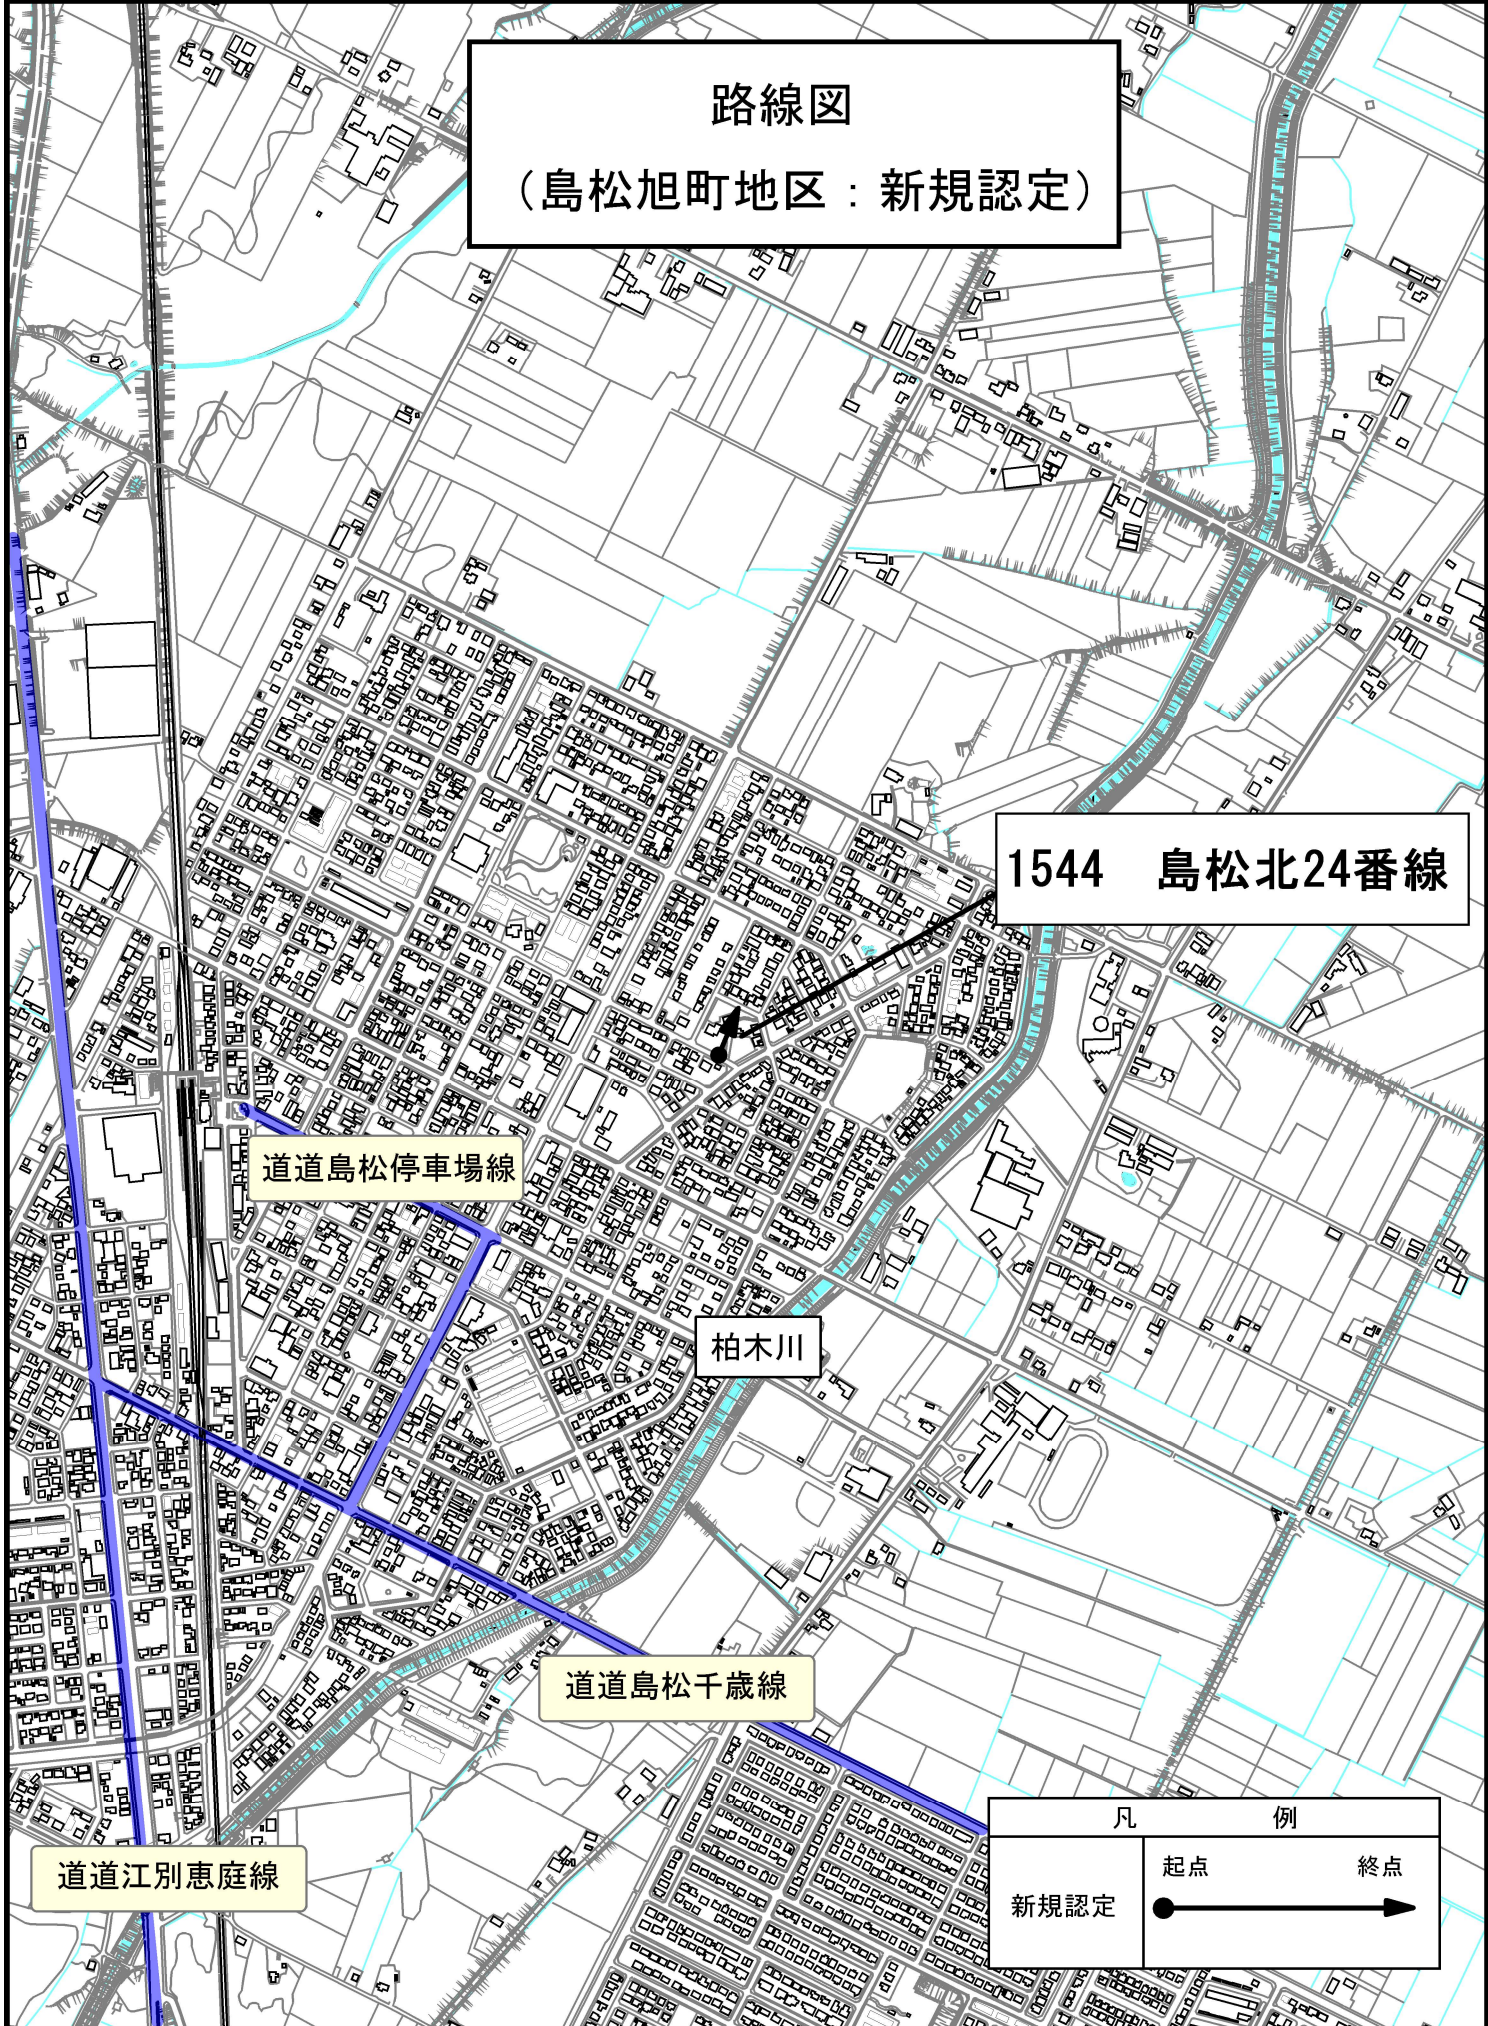 路線図
（島松旭町地区：新規認定）
1544　島松北24番線
道道島松停車場線
柏木川
道道島松千歳線
道道江別恵庭線
凡　例
起点　終点
新規認定